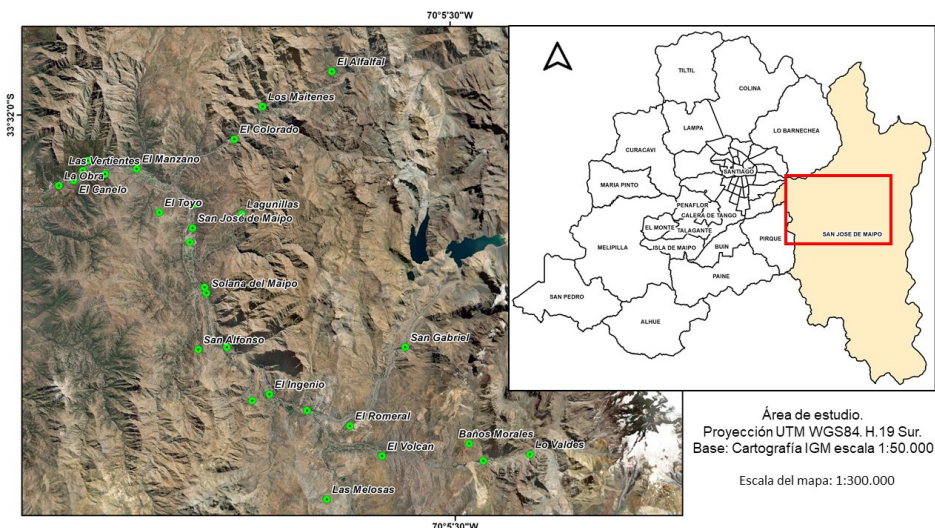 70°5'30"W
33°32'0"S
El Alfalfal
Los Maitenes
El Colorado
Las Vertientes
El Manzano
La Obra
El Canelo
El Toyo
Lagunillas
San José de Maipo
Solana del Maipo
San Alfonso
San Gabriel
El Ingenio
El Romeral
El Volcan
Baños Morales
Lo Valdes
Las Melosas
70°5'30"W
TILTIL
COLINA
LAMPA
LO BARNECHEA
CURACAVI
SANTIAGO
MARIA PINTO
PEÑAFLOR
CALERA DE TANGO
EL MONTE
TALAGANTE
MELIPILLA
ISLA DE MAIPO
BUIN
PIRQUE
SAN JOSE DE MAIPO
PAINE
SAN PEDRO
ALHUE
Área de estudio.
Proyección UTM WGS84. H.19 Sur.
Base: Cartografía IGM escala 1:50.000
Escala del mapa: 1:300.000